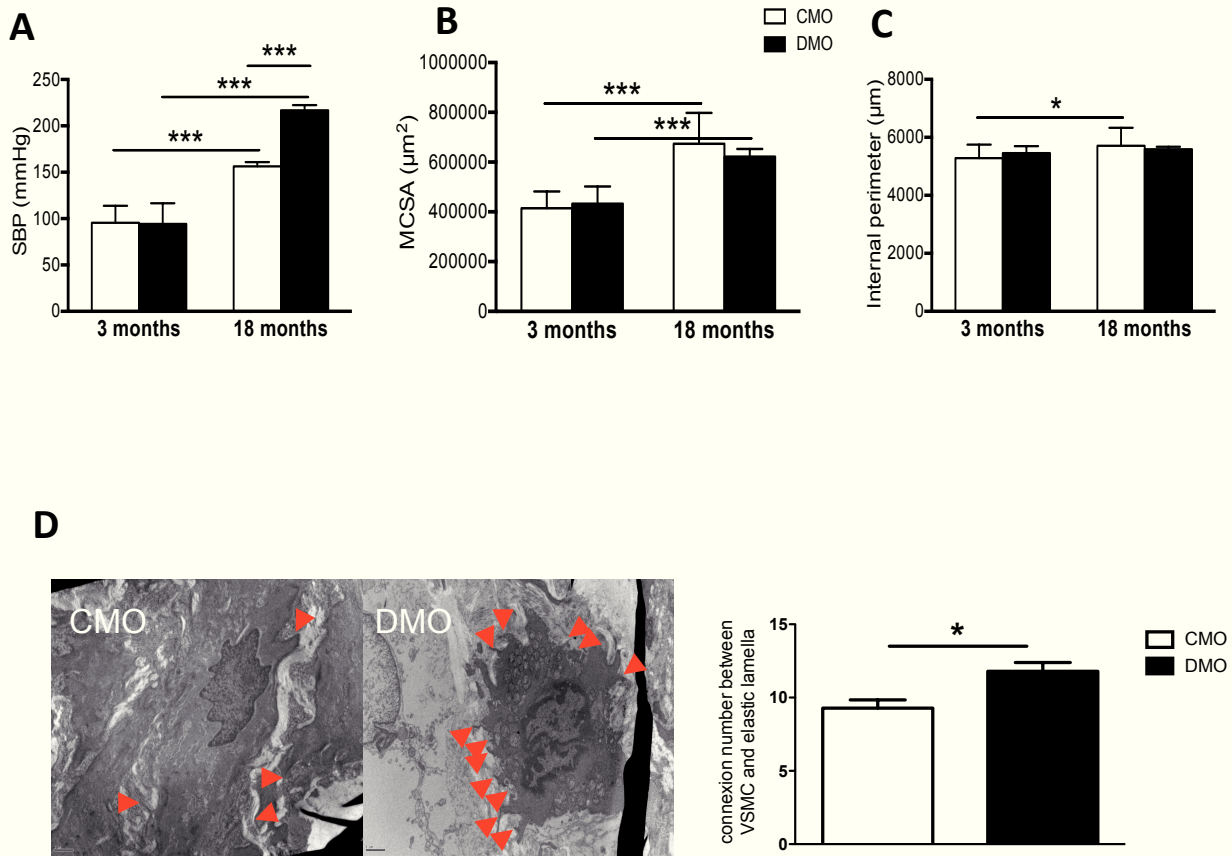 A
SBP (mmHg)
250
200
150
100
50
0
***
***
***
3 months
18 months
B
MCSA (µm²)
1000000
800000
600000
400000
200000
0
***
***
3 months
18 months
CMO
DMO
C
Internal perimeter (µm)
8000
6000
4000
2000
0
*
3 months
18 months
D
CMO
DMO
connexion number between
VSMC and elastic lamella
15
10
5
0
*
CMO
DMO